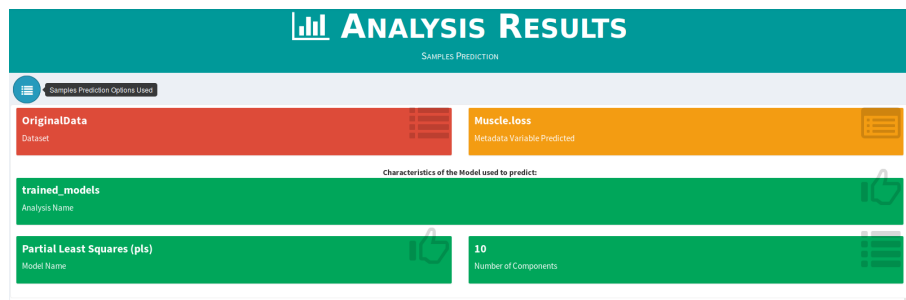 Analysis Results
Samples Prediction
Samples Prediction Options Used
OriginalData
Dataset
Muscle.loss
Metadata Variable Predicted
Characteristics of the Model used to predict:
trained_models
Analysis Name
Partial Least Squares (pls)
Model Name
10
Number of Components